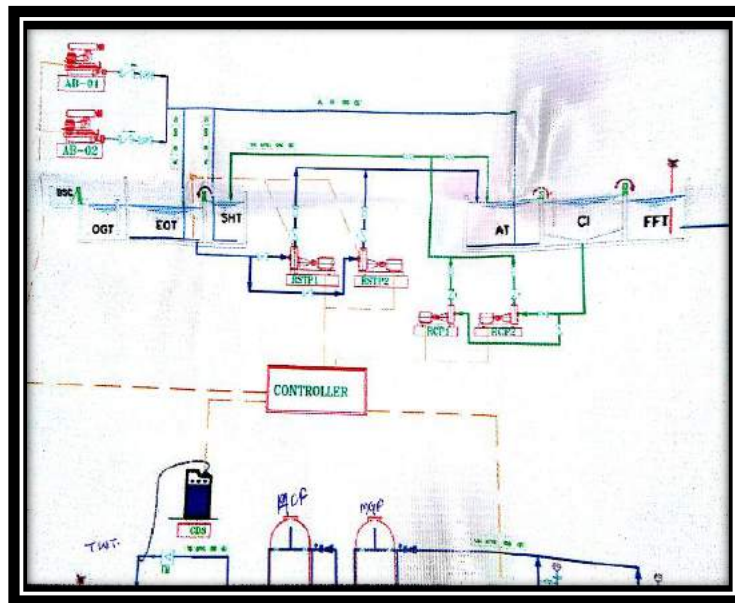 AB-01
AB-02
BSC
OGT
EQT
SHT
AT
CI
FFT
RSTP1
RSTP2
RCP1
RCP2
CONTROLLER
CDS
ACF
MGF
TWT.